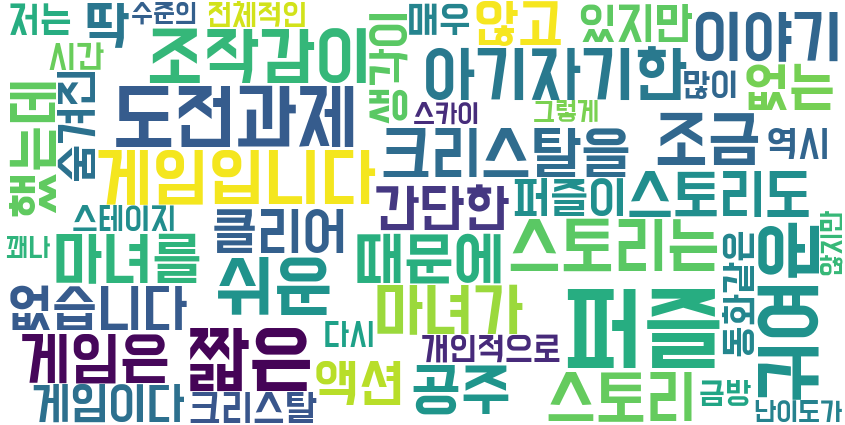 저는
딱
수준의
전체적인
매우
않고
있지만
이야기
시간
조작감이
생각이
아기자기한
많이
없는
했는데
숨겨진
도전과제
스카이
그렇게
게임입니다
크리스탈을
조금
역시
스테이지
클리어
간단한
퍼즐이
스토리도
꽤나
마녀를
때문에
스토리는
동화같은
귀여운
않지만
없습니다
쉬운
마녀가
퍼즐
게임은
짧은
다시
개인적으로
액션
공주
스토리
금방
게임이다
크리스탈
난이도가